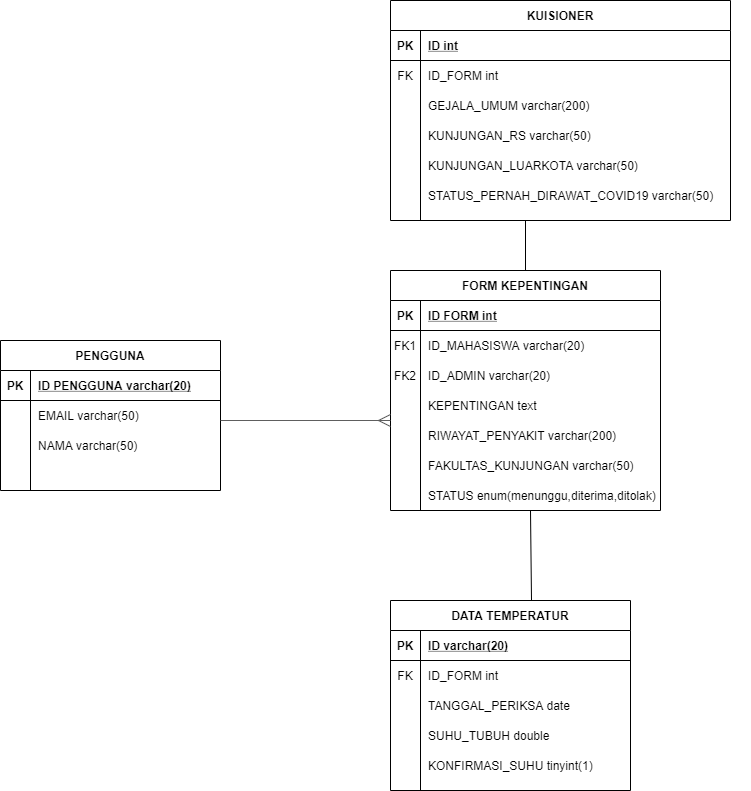 KUISIONER
PK ID int
FK ID_FORM int
GEJALA_UMUM varchar(200)
KUNJUNGAN_RS varchar(50)
KUNJUNGAN_LUARKOTA varchar(50)
STATUS_PERNAH_DIRAWAT_COVID19 varchar(50)
FORM KEPENTINGAN
PK ID FORM int
FK1 ID_MAHASISWA varchar(20)
FK2 ID_ADMIN varchar(20)
KEPENTINGAN text
RIWAYAT_PENYAKIT varchar(200)
FAKULTAS_KUNJUNGAN varchar(50)
STATUS enum(menunggu,diterima,ditolak)
PENGGUNA
PK ID PENGGUNA varchar(20)
EMAIL varchar(50)
NAMA varchar(50)
DATA TEMPERATUR
PK ID varchar(20)
FK ID_FORM int
TANGGAL_PERIKSA date
SUHU_TUBUH double
KONFIRMASI_SUHU tinyint(1)